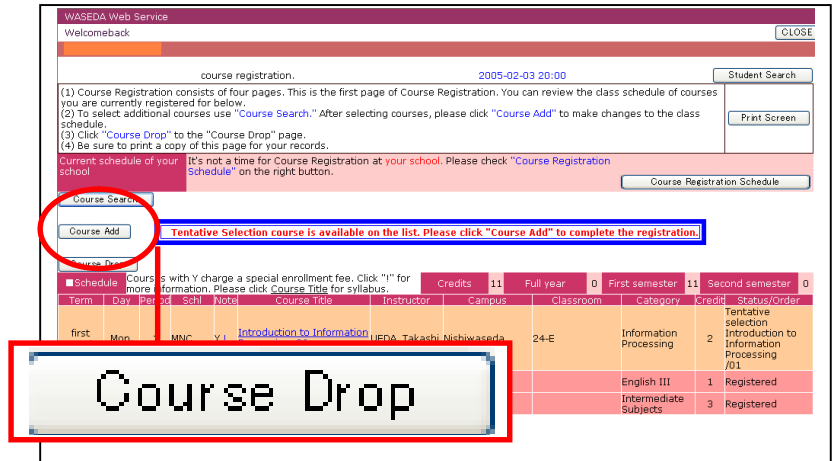 WASEDA Web Service
Welcomeback
CLOSE
course registration.
2005-02-03 20:00
Student Search
(1) Course Registration consists of four pages. This is the first page of Course Registration. You can review the class schedule of courses
you are currently registered for below.
(2) To select additional courses use "Course Search." After selecting courses, please click "Course Add" to make changes to the class
schedule.
(3) Click "Course Drop" to the "Course Drop" page.
(4) Be sure to print a copy of this page for your records.
Print Screen
Current schedule of your
school
It's not a time for Course Registration at your school. Please check "Course Registration
Schedule" on the right button.
Course Registration Schedule
Course Search
Course Add
Tentative Selection course is available on the list. Please click "Course Add" to complete the registration.
Course Drop
■Schedule
Courses with Y charge a special enrollment fee. Click "!" for
more information. Please click Course Title for syllabus.
Credits 11 Full year 0 First semester 11 Second semester 0
Term Day Period Schl Note Course Title Instructor Campus Classroom Category Credit Status/Order
first Mon MNC Y ! Introduction to Information UEDA, Takashi Nishiwaseda 24-E Information
Processing 2 Tentative
selection
Introduction to
Information
Processing
/01
English III 1 Registered
Intermediate
Subjects 3 Registered
Course Drop